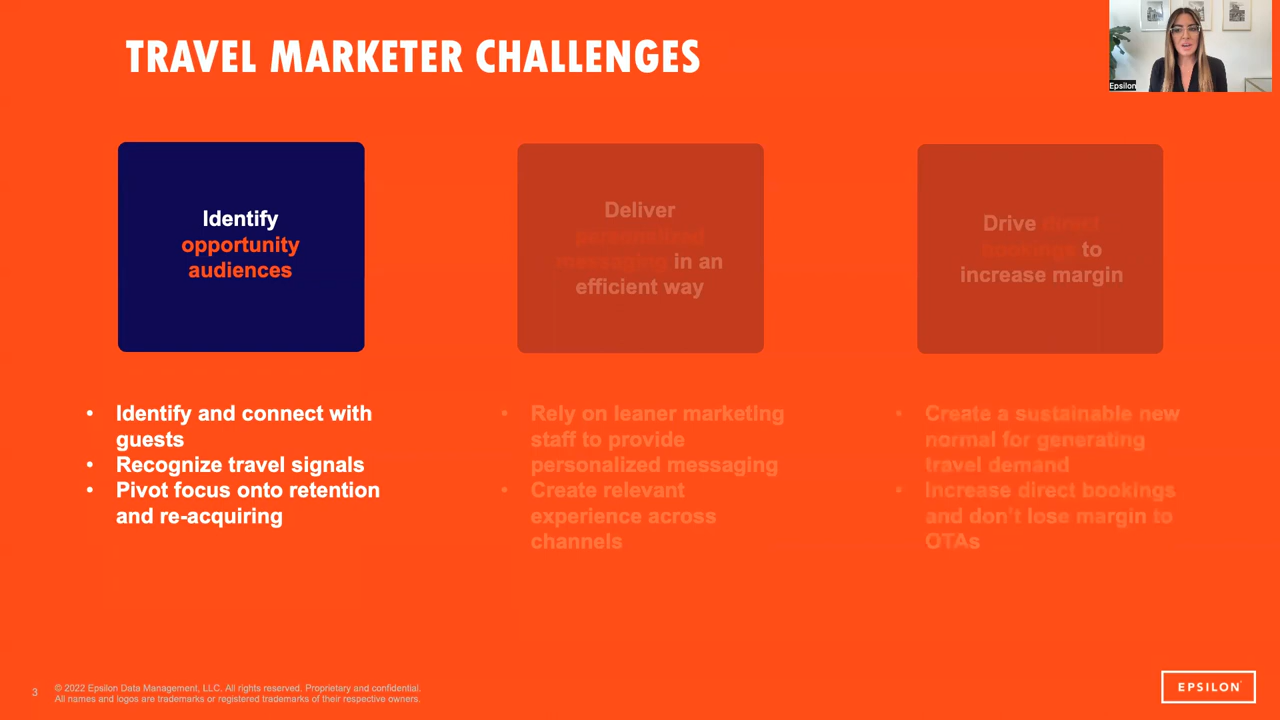 TRAVEL MARKETER CHALLENGES
Epsilon
Identify
opportunity
audiences
Deliver
personalized
messaging in an
efficient way
Drive direct
bookings to
increase margin
• Identify and connect with
guests
• Recognize travel signals
• Pivot focus onto retention
and re-acquiring
• Rely on leaner marketing
staff to provide
personalized messaging
• Create relevant
experience across
channels
• Create a sustainable new
normal for generating
travel demand
• Increase direct bookings
and don't lose margin to
OTAs
3
© 2022 Epsilon Data Management, LLC. All rights reserved. Proprietary and confidential.
All names and logos are trademarks or registered trademarks of their respective owners.
EPSILON